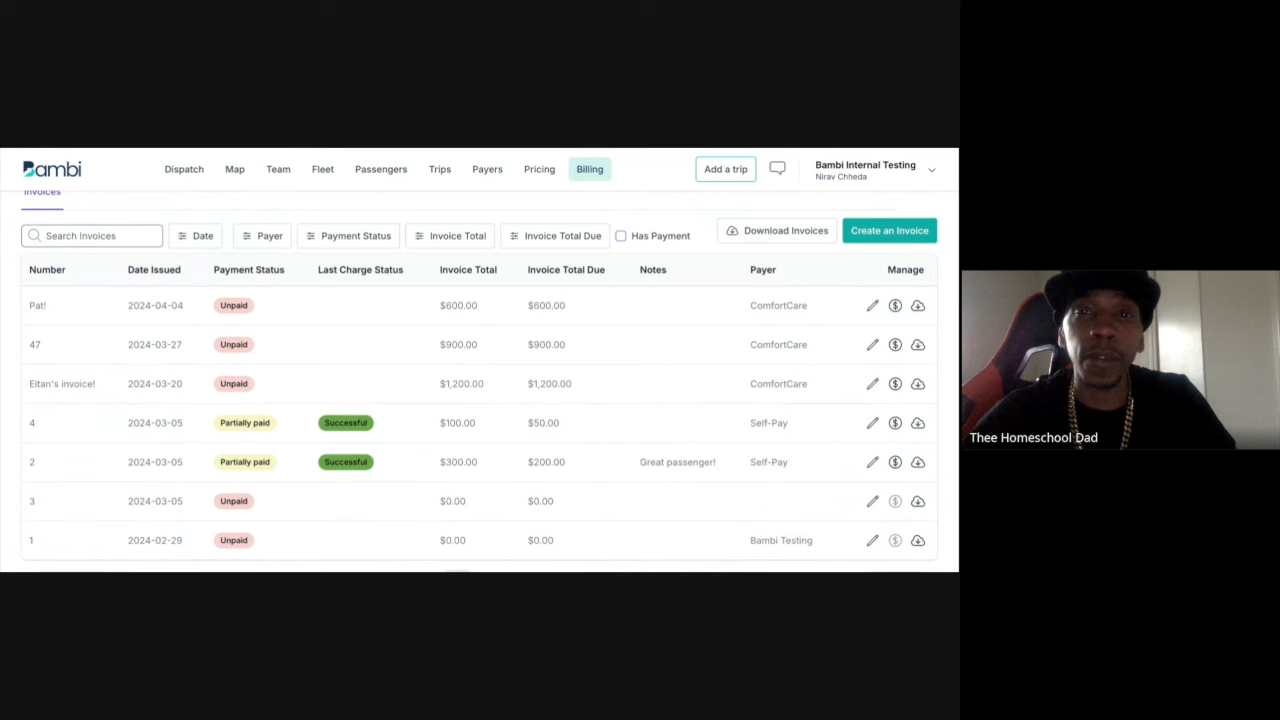 Bambi
Dispatch Map Team Fleet Passengers Trips Payers Pricing Billing
Add a trip
Bambi Internal Testing
Nirav Chheda
Invoices
Search Invoices Date Payer Payment Status Invoice Total Invoice Total Due Has Payment Download Invoices Create an Invoice
Number Date Issued Payment Status Last Charge Status Invoice Total Invoice Total Due Notes Payer Manage
Pat! 2024-04-04 Unpaid $600.00 $600.00 ComfortCare
47 2024-03-27 Unpaid $900.00 $900.00 ComfortCare
Eitan's invoice! 2024-03-20 Unpaid $1,200.00 $1,200.00 ComfortCare
4 2024-03-05 Partially paid Successful $100.00 $50.00 Self-Pay
2 2024-03-05 Partially paid Successful $300.00 $200.00 Great passenger! Self-Pay
3 2024-03-05 Unpaid $0.00 $0.00
1 2024-02-29 Unpaid $0.00 $0.00 Bambi Testing
Thee Homeschool Dad